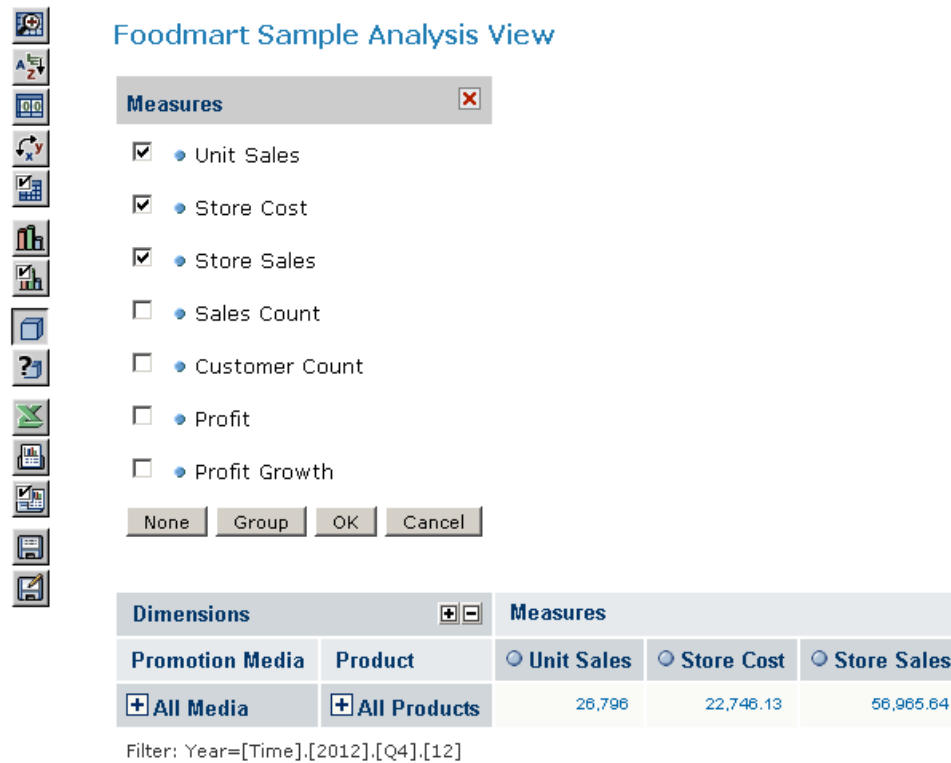 Foodmart Sample Analysis View
Measures
Unit Sales
Store Cost
Store Sales
Sales Count
Customer Count
Profit
Profit Growth
None Group OK Cancel
Dimensions Measures
Promotion Media Product Unit Sales Store Cost Store Sales
All Media All Products 26,796 22,746.13 56,965.64
Filter: Year=[Time].[2012].[Q4].[12]